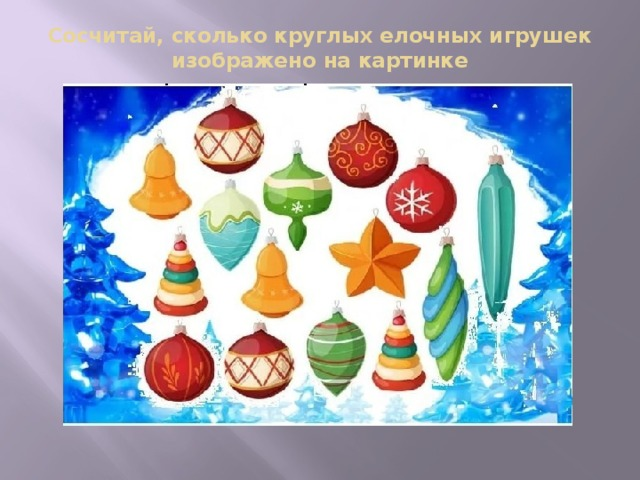 Сосчитай, сколько круглых елочных игрушек
изображено на картинке